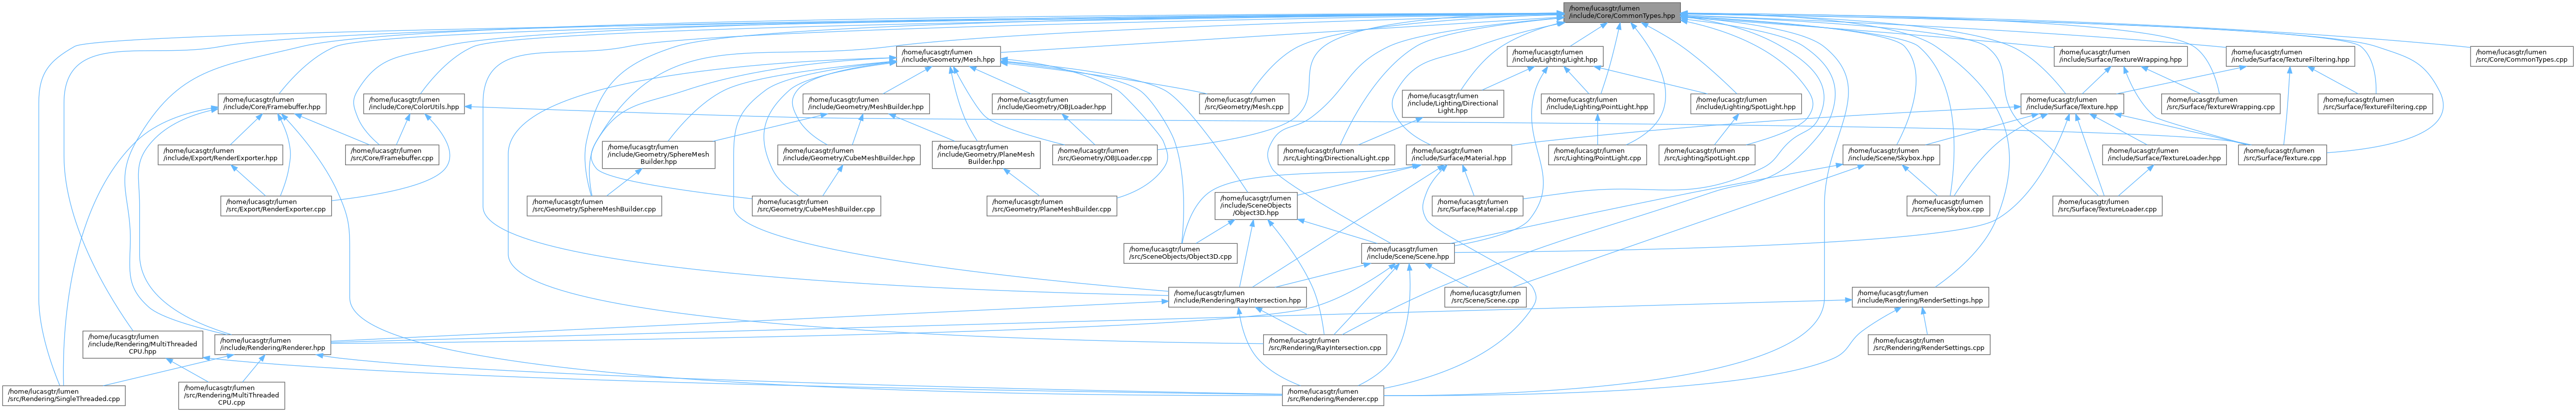 /home/lucasgtr/lumen
/include/Core/CommonTypes.hpp
/home/lucasgtr/lumen
/include/Geometry/Mesh.hpp
/home/lucasgtr/lumen
/include/Lighting/Light.hpp
/home/lucasgtr/lumen
/include/Surface/TextureWrapping.hpp
/home/lucasgtr/lumen
/include/Surface/TextureFiltering.hpp
/home/lucasgtr/lumen
/src/Core/CommonTypes.cpp
/home/lucasgtr/lumen
/include/Core/Framebuffer.hpp
/home/lucasgtr/lumen
/include/Core/ColorUtils.hpp
/home/lucasgtr/lumen
/include/Geometry/MeshBuilder.hpp
/home/lucasgtr/lumen
/include/Geometry/OBJLoader.hpp
/home/lucasgtr/lumen
/src/Geometry/Mesh.cpp
/home/lucasgtr/lumen
/include/Lighting/Directional
Light.hpp
/home/lucasgtr/lumen
/include/Lighting/PointLight.hpp
/home/lucasgtr/lumen
/include/Lighting/SpotLight.hpp
/home/lucasgtr/lumen
/include/Surface/Texture.hpp
/home/lucasgtr/lumen
/src/Surface/TextureWrapping.cpp
/home/lucasgtr/lumen
/src/Surface/TextureFiltering.cpp
/home/lucasgtr/lumen
/include/Export/RenderExporter.hpp
/home/lucasgtr/lumen
/src/Core/Framebuffer.cpp
/home/lucasgtr/lumen
/include/Geometry/SphereMesh
Builder.hpp
/home/lucasgtr/lumen
/include/Geometry/CubeMeshBuilder.hpp
/home/lucasgtr/lumen
/include/Geometry/PlaneMesh
Builder.hpp
/home/lucasgtr/lumen
/src/Geometry/OBJLoader.cpp
/home/lucasgtr/lumen
/src/Lighting/DirectionalLight.cpp
/home/lucasgtr/lumen
/include/Surface/Material.hpp
/home/lucasgtr/lumen
/src/Lighting/PointLight.cpp
/home/lucasgtr/lumen
/src/Lighting/SpotLight.cpp
/home/lucasgtr/lumen
/include/Scene/Skybox.hpp
/home/lucasgtr/lumen
/include/Surface/TextureLoader.hpp
/home/lucasgtr/lumen
/src/Surface/Texture.cpp
/home/lucasgtr/lumen
/src/Export/RenderExporter.cpp
/home/lucasgtr/lumen
/src/Geometry/SphereMeshBuilder.cpp
/home/lucasgtr/lumen
/src/Geometry/CubeMeshBuilder.cpp
/home/lucasgtr/lumen
/src/Geometry/PlaneMeshBuilder.cpp
/home/lucasgtr/lumen
/include/SceneObjects
/Object3D.hpp
/home/lucasgtr/lumen
/src/Surface/Material.cpp
/home/lucasgtr/lumen
/src/Scene/Skybox.cpp
/home/lucasgtr/lumen
/src/Surface/TextureLoader.cpp
/home/lucasgtr/lumen
/src/SceneObjects/Object3D.cpp
/home/lucasgtr/lumen
/include/Scene/Scene.hpp
/home/lucasgtr/lumen
/include/Rendering/RayIntersection.hpp
/home/lucasgtr/lumen
/src/Scene/Scene.cpp
/home/lucasgtr/lumen
/include/Rendering/RenderSettings.hpp
/home/lucasgtr/lumen
/include/Rendering/MultiThreaded
CPU.hpp
/home/lucasgtr/lumen
/include/Rendering/Renderer.hpp
/home/lucasgtr/lumen
/src/Rendering/RayIntersection.cpp
/home/lucasgtr/lumen
/src/Rendering/RenderSettings.cpp
/home/lucasgtr/lumen
/src/Rendering/SingleThreaded.cpp
/home/lucasgtr/lumen
/src/Rendering/MultiThreaded
CPU.cpp
/home/lucasgtr/lumen
/src/Rendering/Renderer.cpp